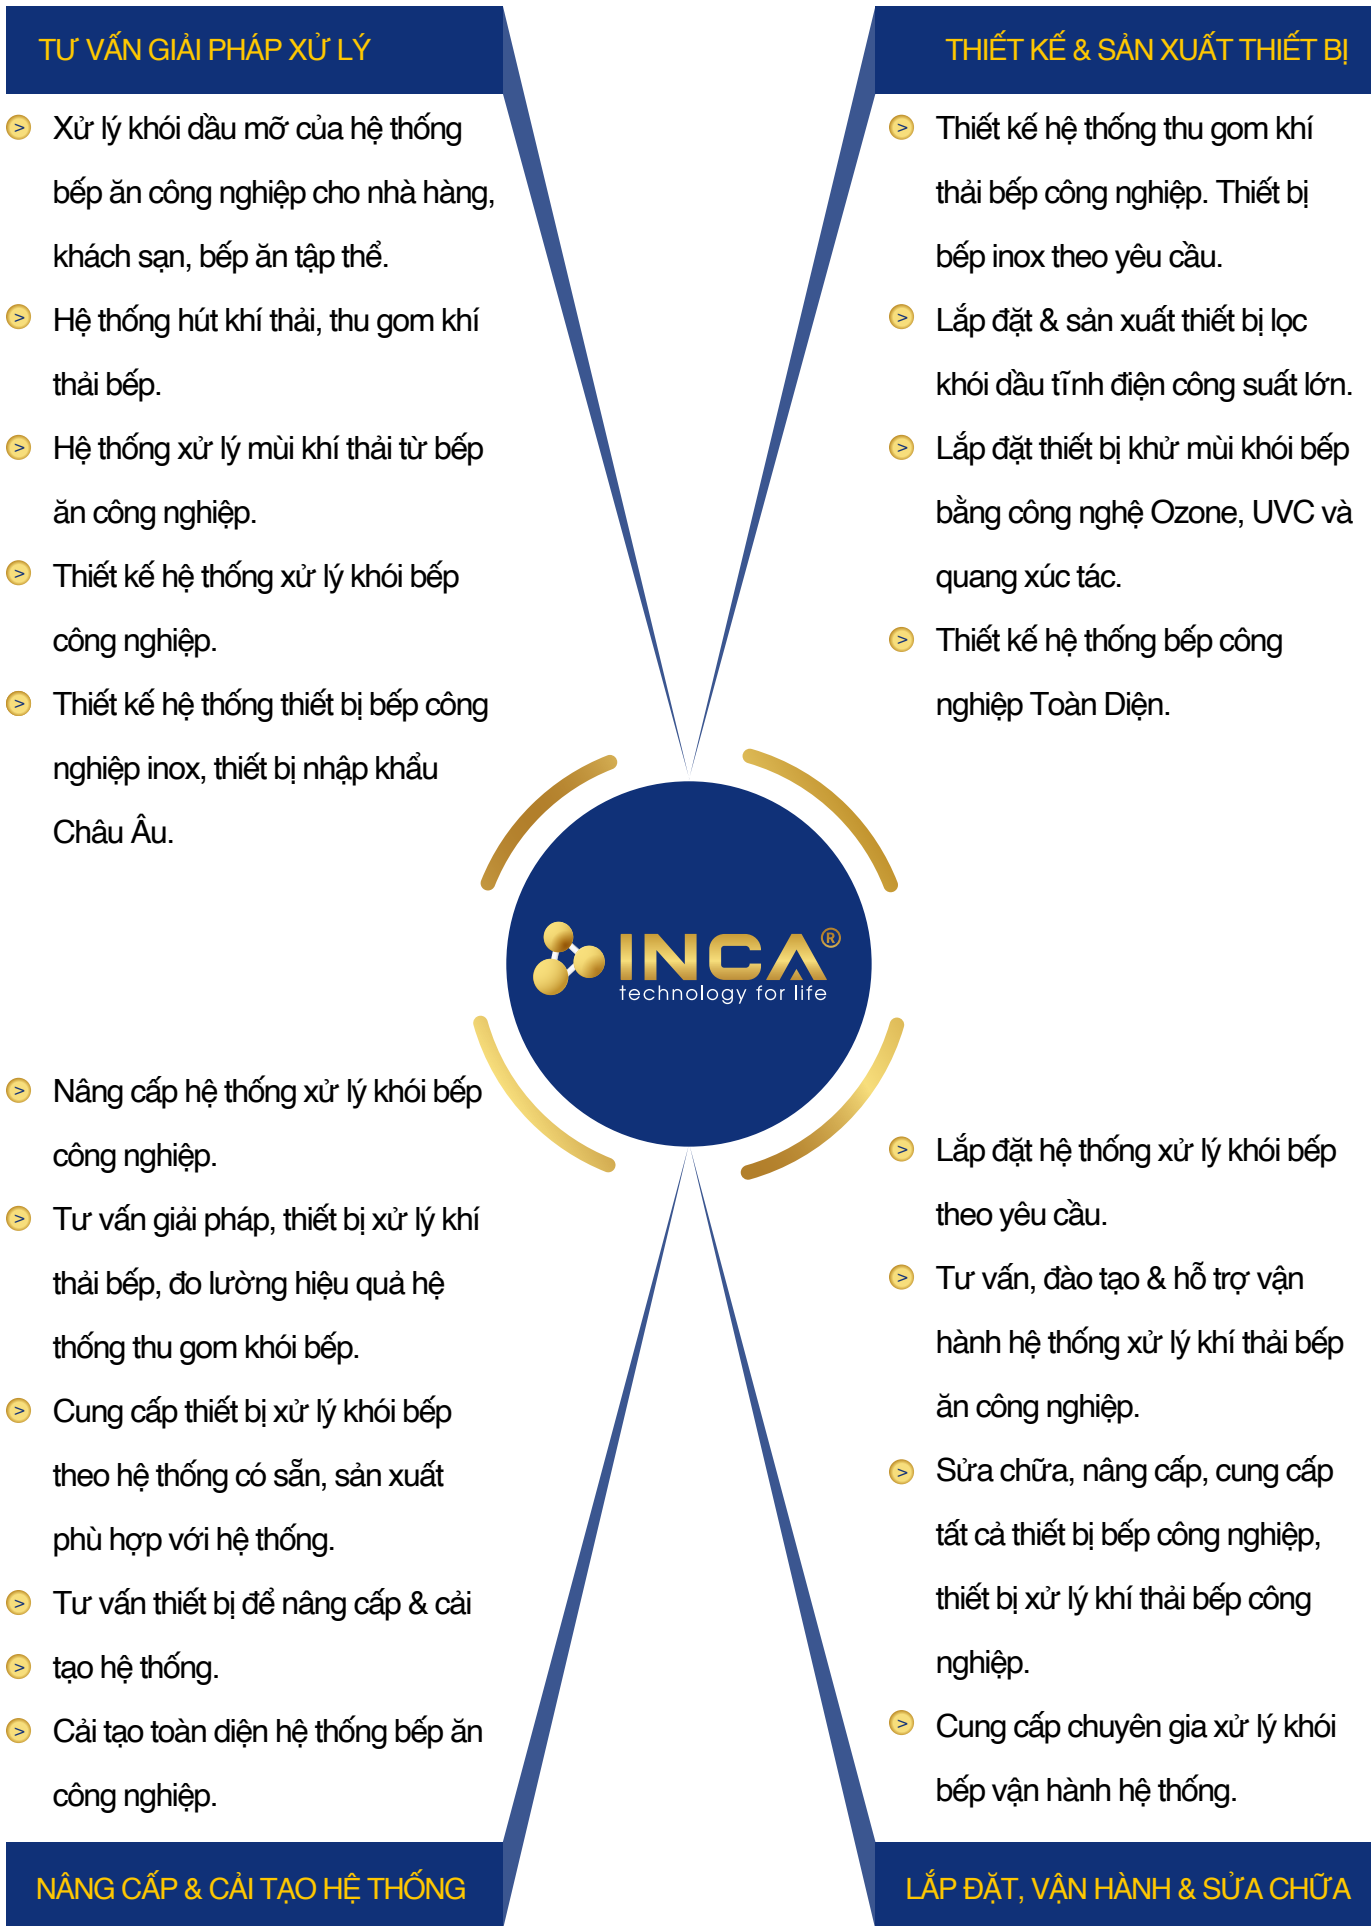 TƯ VẤN GIẢI PHÁP XỬ LÝ
> Xử lý khói dầu mỡ của hệ thống
bếp ăn công nghiệp cho nhà hàng,
khách sạn, bếp ăn tập thể.
> Hệ thống hút khí thải, thu gom khí
thải bếp.
> Hệ thống xử lý mùi khí thải từ bếp
ăn công nghiệp.
> Thiết kế hệ thống xử lý khói bếp
công nghiệp.
> Thiết kế hệ thống thiết bị bếp công
nghiệp inox, thiết bị nhập khẩu
Châu Âu.
THIẾT KẾ & SẢN XUẤT THIẾT BỊ
> Thiết kế hệ thống thu gom khí
thải bếp công nghiệp. Thiết bị
bếp inox theo yêu cầu.
> Lắp đặt & sản xuất thiết bị lọc
khói dầu tĩnh điện công suất lớn.
> Lắp đặt thiết bị khử mùi khói bếp
bằng công nghệ Ozone, UVC và
quang xúc tác.
> Thiết kế hệ thống bếp công
nghiệp Toàn Diện.
INCA®
technology for life
> Nâng cấp hệ thống xử lý khói bếp
công nghiệp.
> Tư vấn giải pháp, thiết bị xử lý khí
thải bếp, đo lường hiệu quả hệ
thống thu gom khói bếp.
> Cung cấp thiết bị xử lý khói bếp
theo hệ thống có sẵn, sản xuất
phù hợp với hệ thống.
> Tư vấn thiết bị để nâng cấp & cải
> tạo hệ thống.
> Cải tạo toàn diện hệ thống bếp ăn
công nghiệp.
NÂNG CẤP & CẢI TẠO HỆ THỐNG
> Lắp đặt hệ thống xử lý khói bếp
theo yêu cầu.
> Tư vấn, đào tạo & hỗ trợ vận
hành hệ thống xử lý khí thải bếp
ăn công nghiệp.
> Sửa chữa, nâng cấp, cung cấp
tất cả thiết bị bếp công nghiệp,
thiết bị xử lý khí thải bếp công
nghiệp.
> Cung cấp chuyên gia xử lý khói
bếp vận hành hệ thống.
LẮP ĐẶT, VẬN HÀNH & SỬA CHỮA